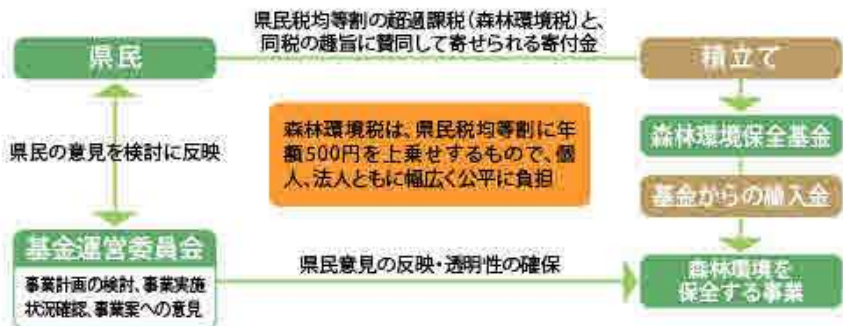 県民税均等割の超過課税(森林環境税)と、
同税の趣旨に賛同して寄せられる寄付金
県民
積立て
県民の意見を検討に反映
森林環境税は、県民税均等割に年
額500円を上乗せするもので、個
人、法人ともに幅広く公平に負担
森林環境保全基金
基金からの繰入金
基金運営委員会
事業計画の検討、事業実施
状況確認、事業案への意見
県民意見の反映・透明性の確保
森林環境を
保全する事業